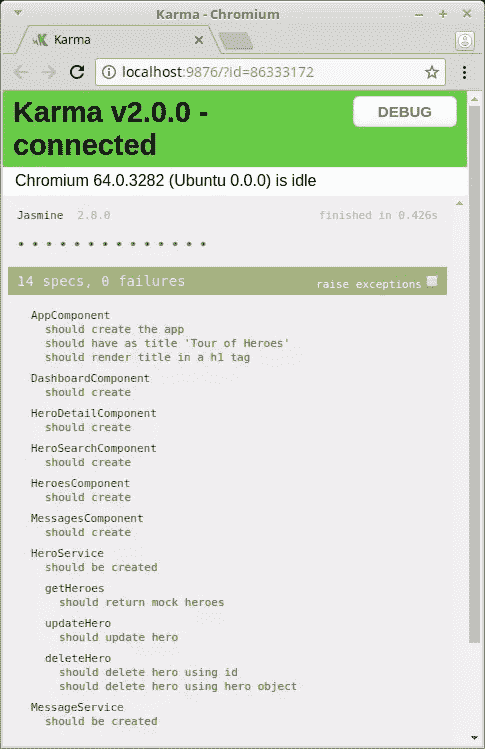 Karma - Chromium
Karma
localhost:9876/?id=86333172
Karma v2.0.0 -
connected
DEBUG
Chromium 64.0.3282 (Ubuntu 0.0.0) is idle
Jasmine 2.8.0
finished in 0.426s
14 specs, 0 failures
raise exceptions
AppComponent
should create the app
should have as title 'Tour of Heroes'
should render title in a h1 tag
DashboardComponent
should create
HeroDetailComponent
should create
HeroSearchComponent
should create
HeroesComponent
should create
MessagesComponent
should create
HeroService
should be created
getHeroes
should return mock heroes
updateHero
should update hero
deleteHero
should delete hero using id
should delete hero using hero object
MessageService
should be created